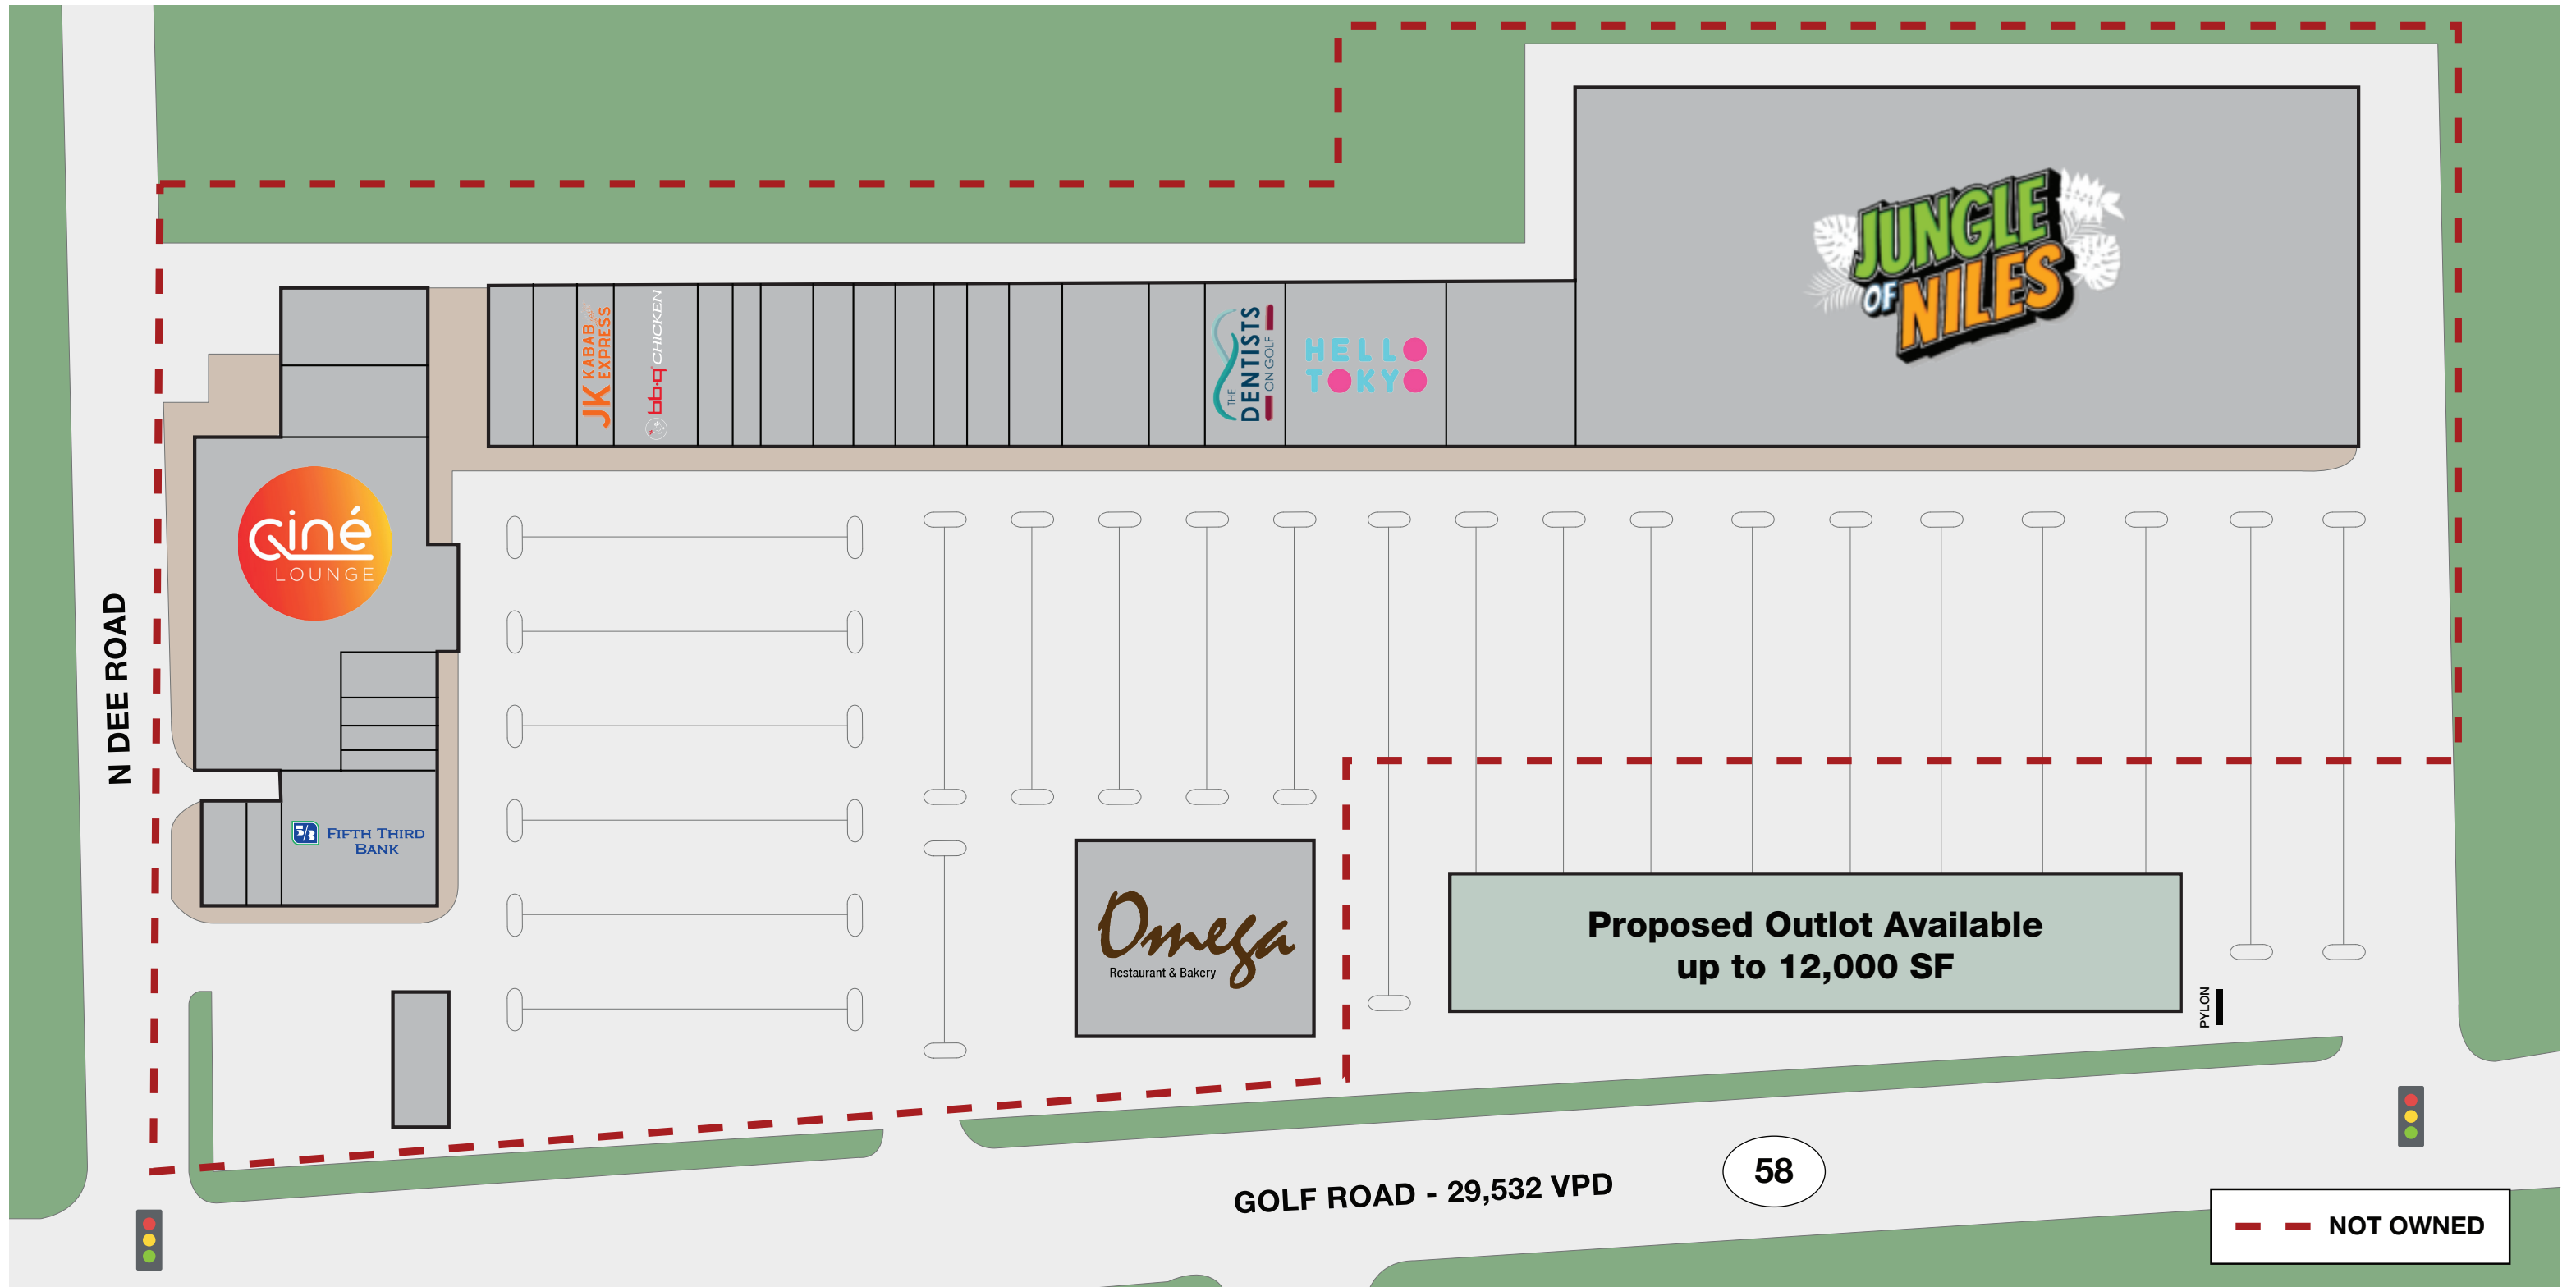 JUNGLE
OF NILES
JK KABAB
EXPRESS
bb.q CHICKEN
THE
DENTISTS
ON GOLF
HELLO
TOKYO
Ciné
LOUNGE
N DEE ROAD
FIFTH THIRD
BANK
Omega
Restaurant & Bakery
Proposed Outlot Available
up to 12,000 SF
PYLON
GOLF ROAD - 29,532 VPD
58
NOT OWNED